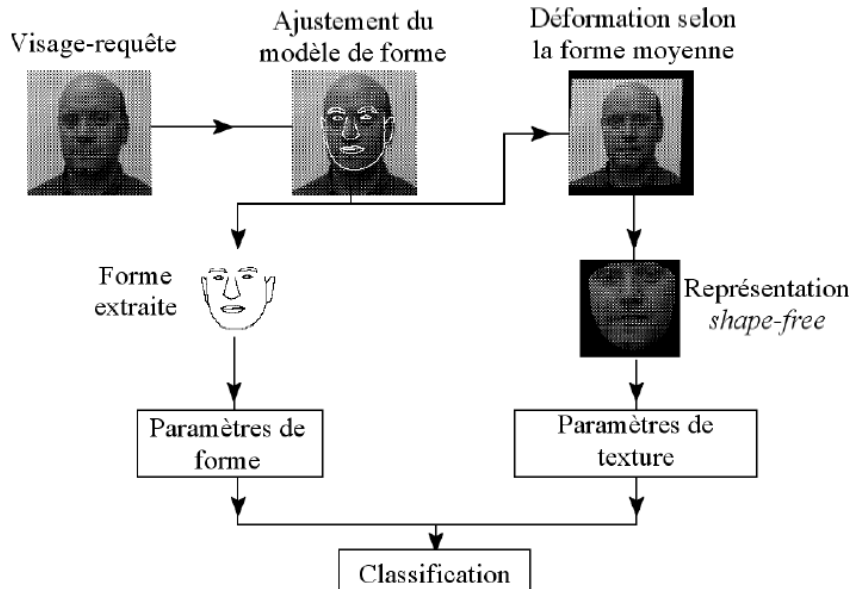 Visage-requête
Ajustement du
modèle de forme
Déformation selon
la forme moyenne
Forme
extraite
Représentation
shape-free
Paramètres de
forme
Paramètres de
texture
Classification